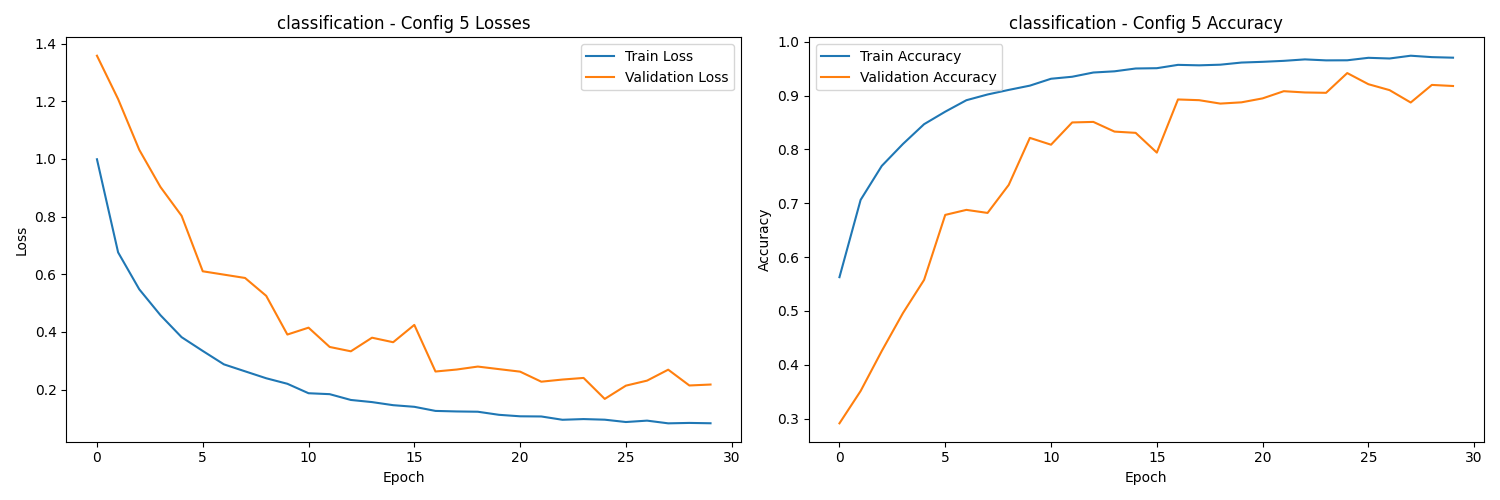 classification - Config 5 Losses
1.4
1.2
1.0
0.8
0.6
0.4
0.2
Loss
Train Loss
Validation Loss
0 5 10 15 20 25 30
Epoch
classification - Config 5 Accuracy
1.0
0.9
0.8
0.7
0.6
0.5
0.4
0.3
Accuracy
Train Accuracy
Validation Accuracy
0 5 10 15 20 25 30
Epoch